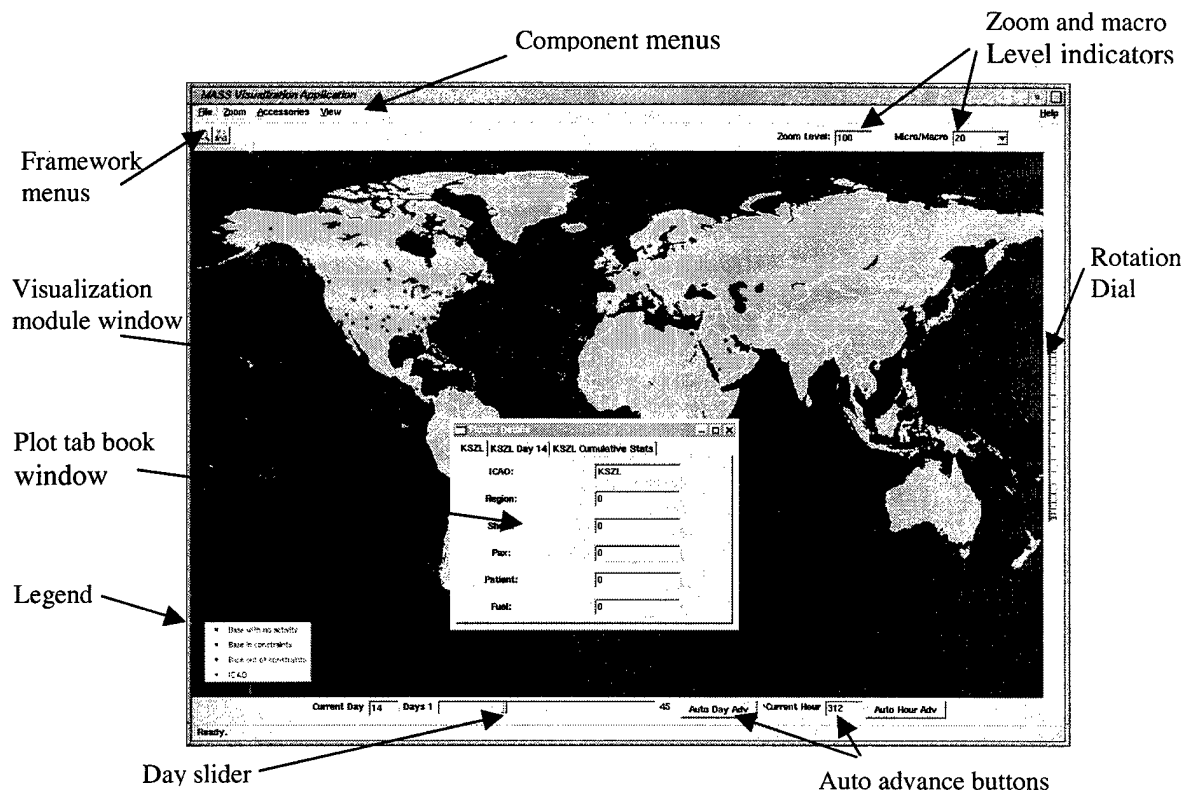 Component menus
Zoom and macro
Level indicators
MASS Visualization Application
File Zoom Accessories View Help
Zoom Level: 100 Micro/Macro 20
Framework
menus
Rotation
Dial
Visualization
module window
Plot tab book
window
KSZL KSZL Day 14 KSZL Cumulative Stats
ICAO: KSZL
Region: 0
0
Pax: 0
Patient: 0
Fuel: 0
Legend
Base with no activity
Base in constraints
Base out of constraints
ICAO
Current Day 14 Days 1 45 Auto Day Adv Current Hour 312 Auto Hour Adv
Ready.
Day slider
Auto advance buttons